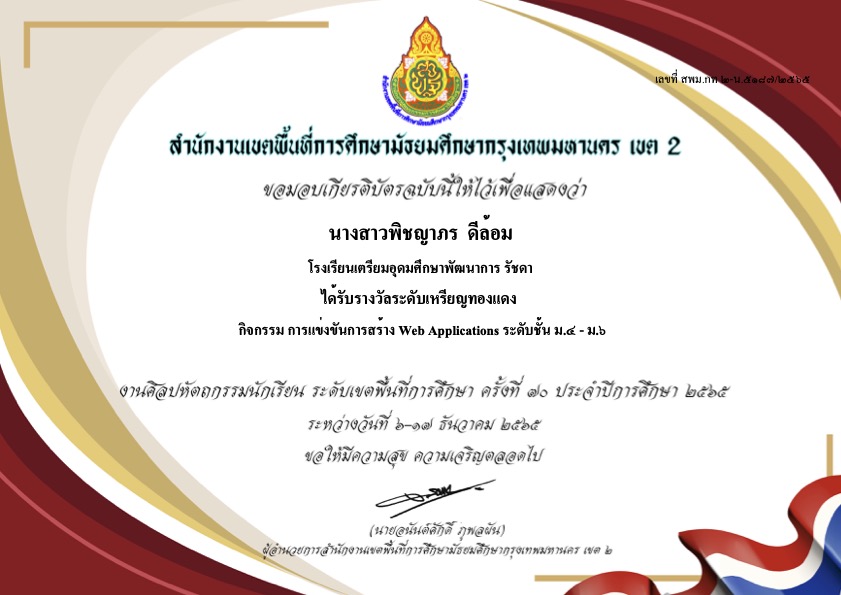 เลขที่ สพม.กท ๒-น.๕๑๘๗/๒๕๖๕
สำนักงานเขตพื้นที่การศึกษามัธยมศึกษากรุงเทพมหานคร เขต 2
ขอมอบเกียรติบัตรฉบับนี้ให้ไว้เพื่อแสดงว่า
นางสาวพิชญาภร ดีล้อม
โรงเรียนเตรียมอุดมศึกษาพัฒนาการ รัชดา
ได้รับรางวัลระดับเหรียญทองแดง
กิจกรรม การแข่งขันการสร้าง Web Applications ระดับชั้น ม.๔ - ม.๖
งานศิลปหัตถกรรมนักเรียน ระดับเขตพื้นที่การศึกษา ครั้งที่ ๗๐ ประจำปีการศึกษา ๒๕๖๕
ระหว่างวันที่ ๖-๑๗ ธันวาคม ๒๕๖๕
ขอให้มีความสุข ความเจริญตลอดไป
(นายอนันต์ศักดิ์ ภูพลผัน)
ผู้อำนวยการสำนักงานเขตพื้นที่การศึกษามัธยมศึกษากรุงเทพมหานคร เขต ๒